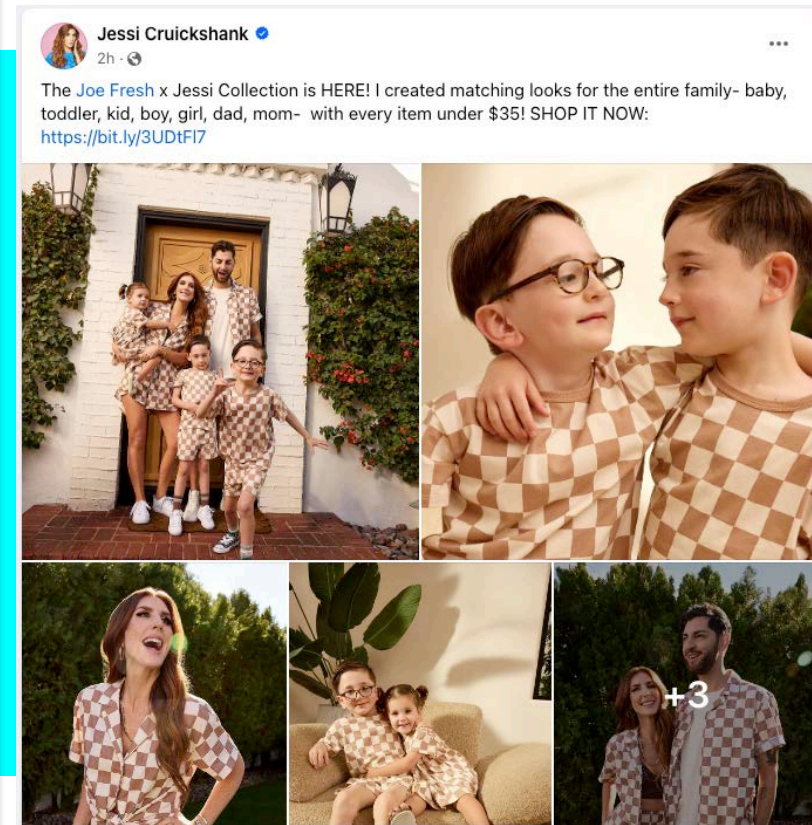 Jessi Cruickshank
2h ·
The Joe Fresh x Jessi Collection is HERE! I created matching looks for the entire family- baby,
toddler, kid, boy, girl, dad, mom-  with every item under $35! SHOP IT NOW:
https://bit.ly/3UDtFl7
+3